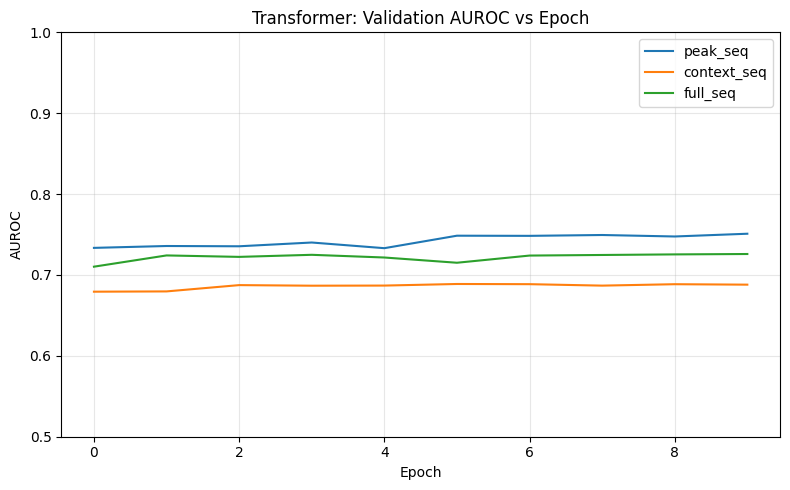 Transformer: Validation AUROC vs Epoch
1.0
peak_seq
context_seq
full_seq
0.9
0.8
AUROC
0.7
0.6
0.5
0 2 4 6 8
Epoch